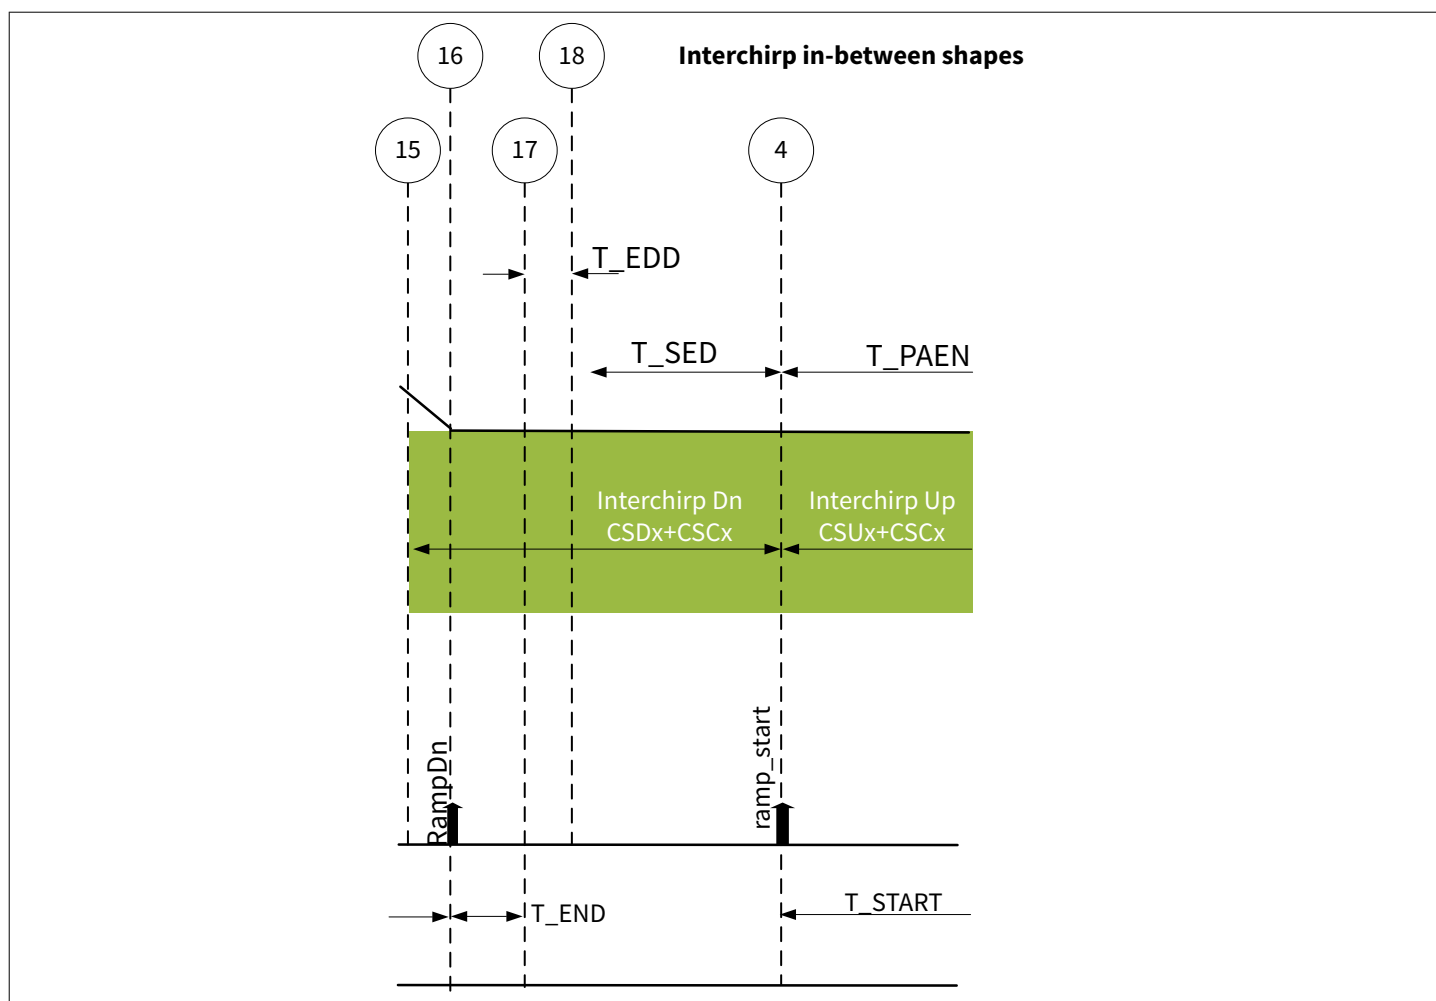 16
18
Interchirp in-between shapes
15
17
4
T_EDD
T_SED
T_PAEN
Interchirp Dn
CSDx+CSCx
Interchirp Up
CSUx+CSCx
RampDn
ramp_start
T_END
T_START